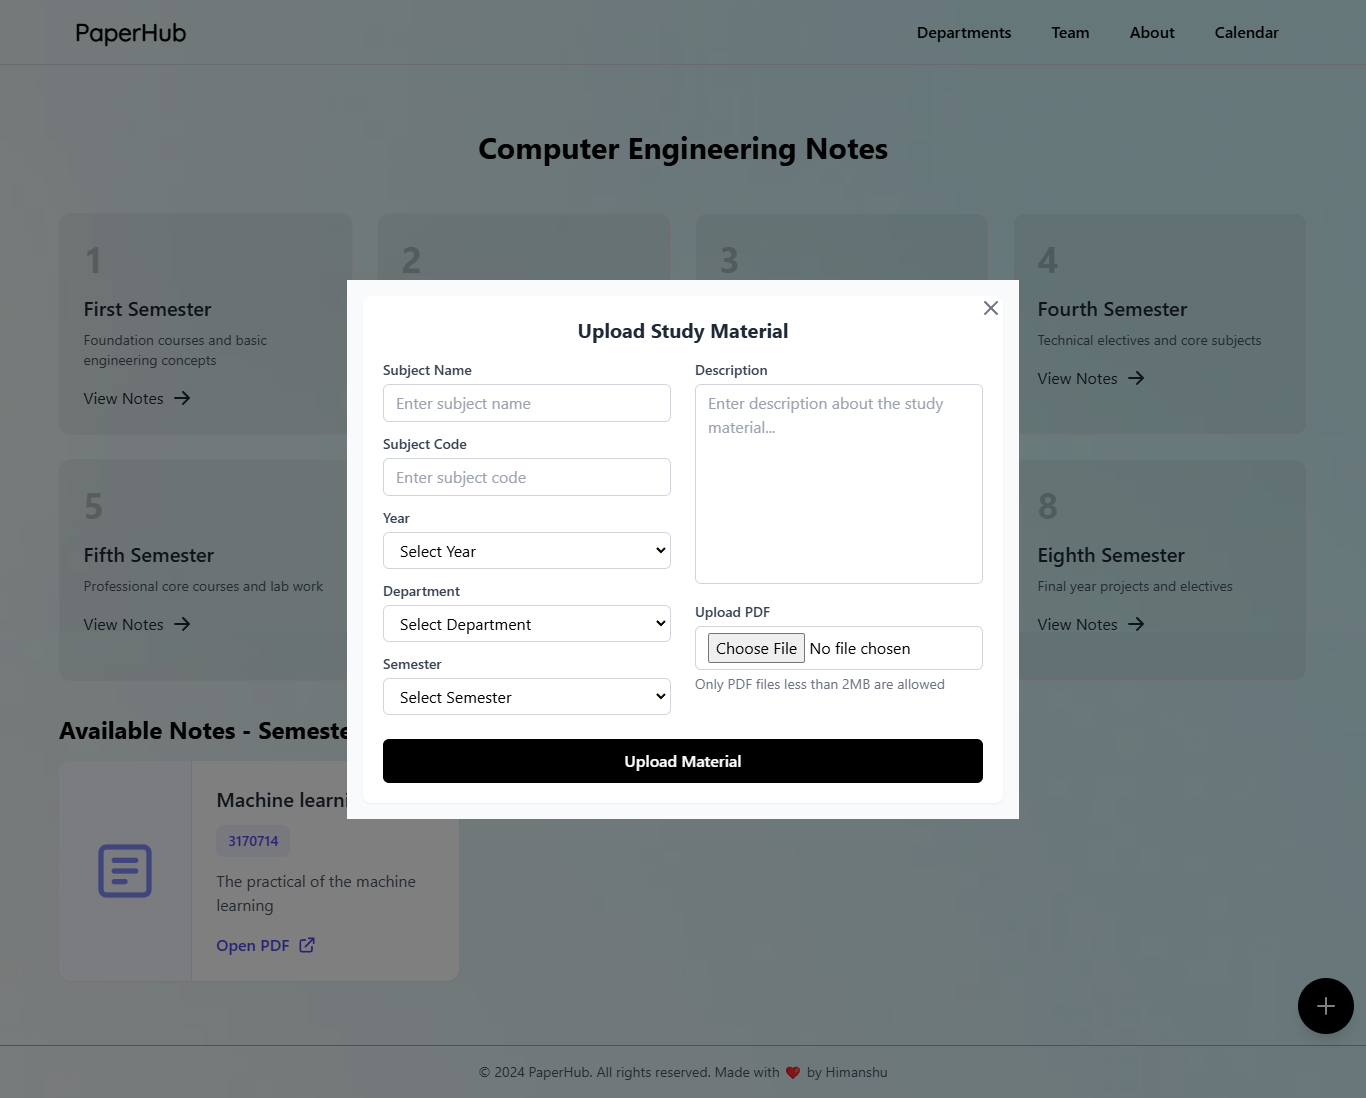 PaperHub
Departments Team About Calendar
Computer Engineering Notes
1
First Semester
Foundation courses and basic
engineering concepts
View Notes
2
3
4
Fourth Semester
Technical electives and core subjects
View Notes
5
Fifth Semester
Professional core courses and lab work
View Notes
8
Eighth Semester
Final year projects and electives
View Notes
Upload Study Material
Subject Name
Enter subject name
Subject Code
Enter subject code
Year
Select Year
Department
Select Department
Semester
Select Semester
Description
Enter description about the study
material...
Upload PDF
Choose File No file chosen
Only PDF files less than 2MB are allowed
Upload Material
Available Notes - Semeste
Machine learni
3170714
The practical of the machine
learning
Open PDF
© 2024 PaperHub. All rights reserved. Made with ❤️ by Himanshu